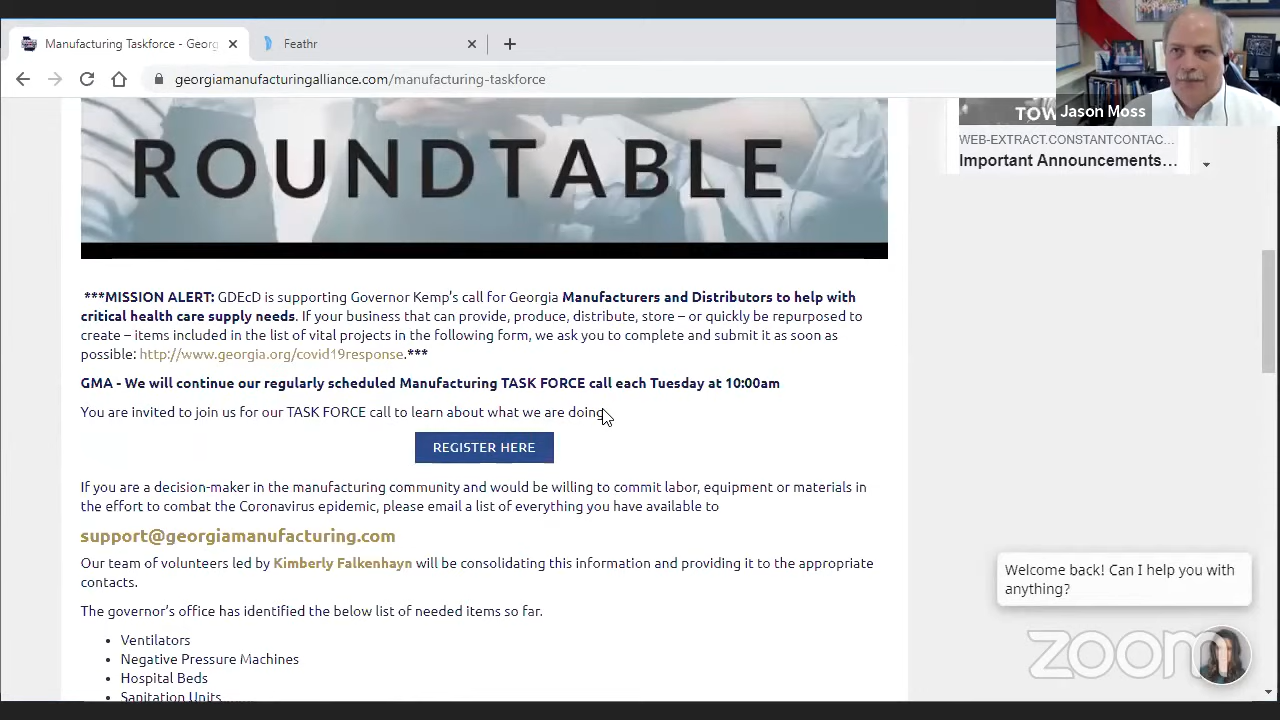 Manufacturing Taskforce - Georg
Feathr
georgiamanufacturingalliance.com/manufacturing-taskforce
Jason Moss
TOW
WEB-EXTRACT.CONSTANTCONTAC...
Important Announcements...
ROUNDTABLE
***MISSION ALERT: GDEcD is supporting Governor Kemp's call for Georgia Manufacturers and Distributors to help with
critical health care supply needs. If your business that can provide, produce, distribute, store – or quickly be repurposed to
create – items included in the list of vital projects in the following form, we ask you to complete and submit it as soon as
possible: http://www.georgia.org/covid19response.***
GMA - We will continue our regularly scheduled Manufacturing TASK FORCE call each Tuesday at 10:00am
You are invited to join us for our TASK FORCE call to learn about what we are doing.
REGISTER HERE
If you are a decision-maker in the manufacturing community and would be willing to commit labor, equipment or materials in
the effort to combat the Coronavirus epidemic, please email a list of everything you have available to
support@georgiamanufacturing.com
Our team of volunteers led by Kimberly Falkenhayn will be consolidating this information and providing it to the appropriate
contacts.
The governor's office has identified the below list of needed items so far.
• Ventilators
• Negative Pressure Machines
• Hospital Beds
• Sanitation Units
Welcome back! Can I help you with
anything?
zoom